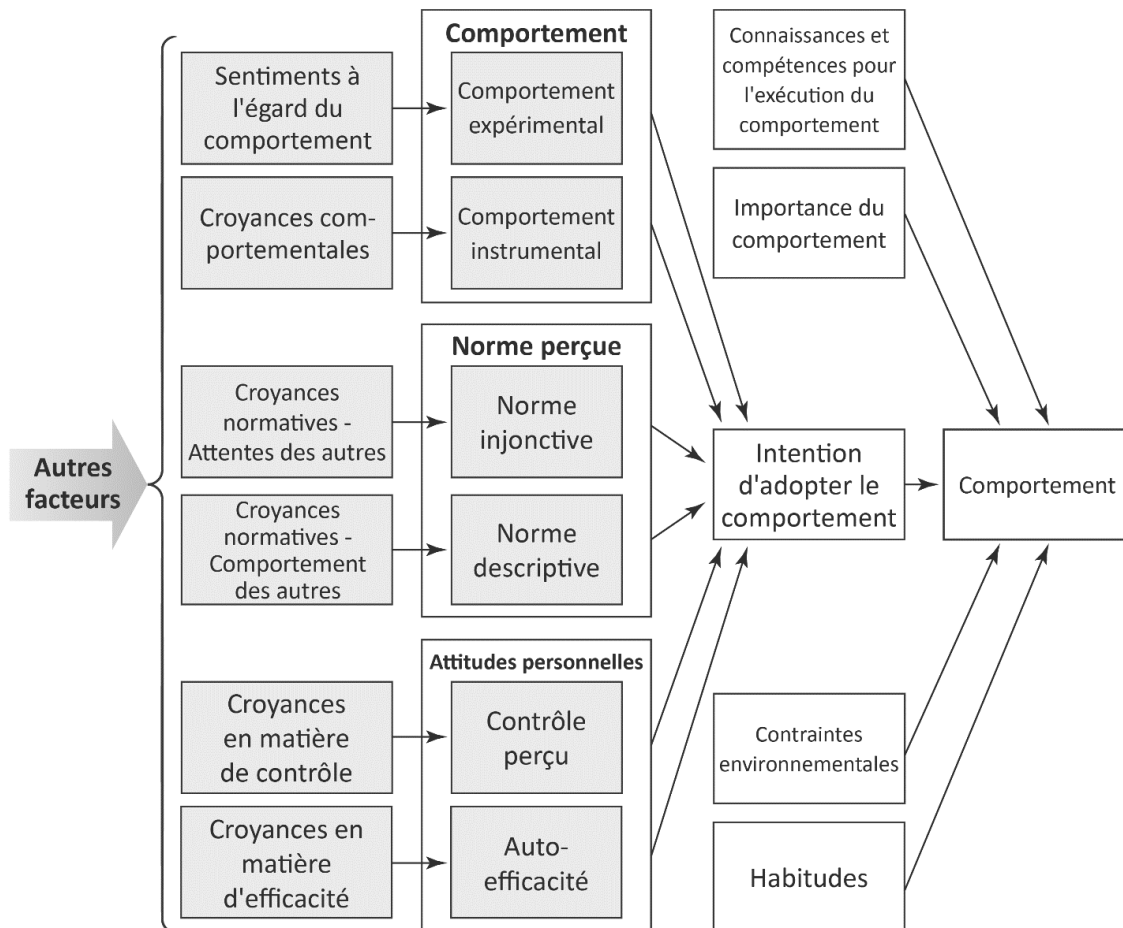 Autres
facteurs
Sentiments à
l'égard du
comportement
Croyances com-
portementales
Croyances
normatives -
Attentes des autres
Croyances
normatives -
Comportement
des autres
Croyances
en matière
de contrôle
Croyances en
matière
d'efficacité
Comportement
Comportement
expérimental
Comportement
instrumental
Norme perçue
Norme
injonctive
Norme
descriptive
Attitudes personnelles
Contrôle
perçu
Auto-
efficacité
Connaissances et
compétences pour
l'exécution du
comportement
Importance du
comportement
Intention
d'adopter le
comportement
Contraintes
environnementales
Habitudes
Comportement